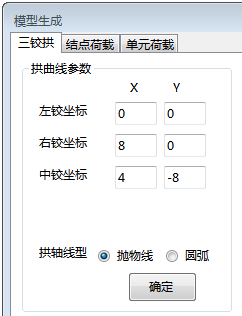 模型生成
三铰拱 结点荷载 单元荷载
拱曲线参数
X Y
左铰坐标 0 0
右铰坐标 8 0
中铰坐标 4 -8
拱轴线型 抛物线 圆弧
确定